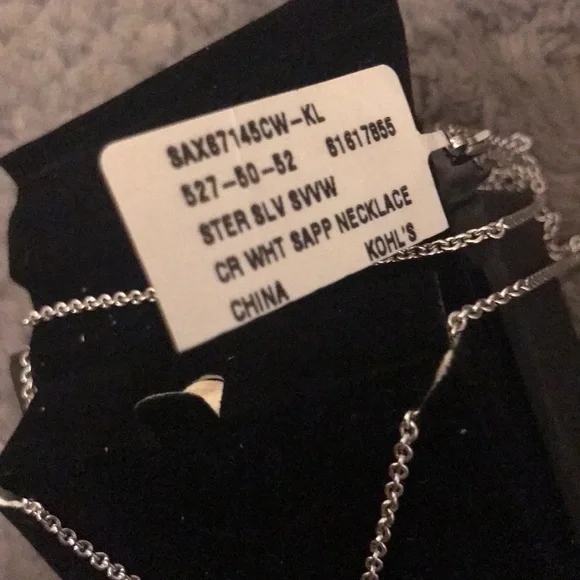 SAX67145CW-KL
527-50-52 61617855
STER SLV SVVW
CR WHT SAPP NECKLACE
CHINA KOHL'S